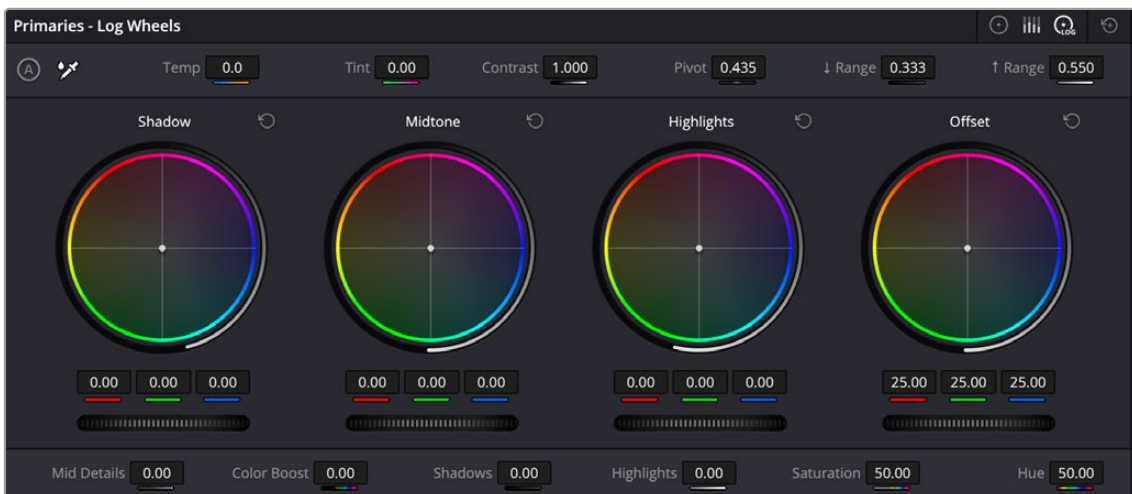 Primaries - Log Wheels
LOG
A Temp 0.0 Tint 0.00 Contrast 1.000 Pivot 0.435 ↓ Range 0.333 ↑ Range 0.550
Shadow Midtone Highlights Offset
0.00 0.00 0.00 0.00 0.00 0.00 0.00 0.00 0.00 25.00 25.00 25.00
Mid Details 0.00 Color Boost 0.00 Shadows 0.00 Highlights 0.00 Saturation 50.00 Hue 50.00